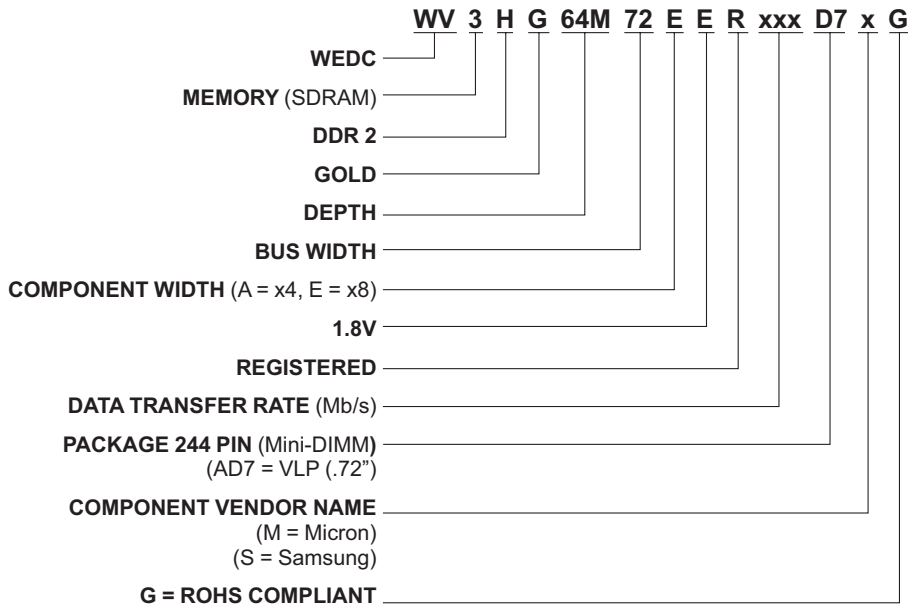 WV 3 H G 64M 72 E E R xxx D7 x G
WEDC
MEMORY (SDRAM)
DDR 2
GOLD
DEPTH
BUS WIDTH
COMPONENT WIDTH (A = x4, E = x8)
1.8V
REGISTERED
DATA TRANSFER RATE (Mb/s)
PACKAGE 244 PIN (Mini-DIMM)
(AD7 = VLP (.72”)
COMPONENT VENDOR NAME
(M = Micron)
(S = Samsung)
G = ROHS COMPLIANT